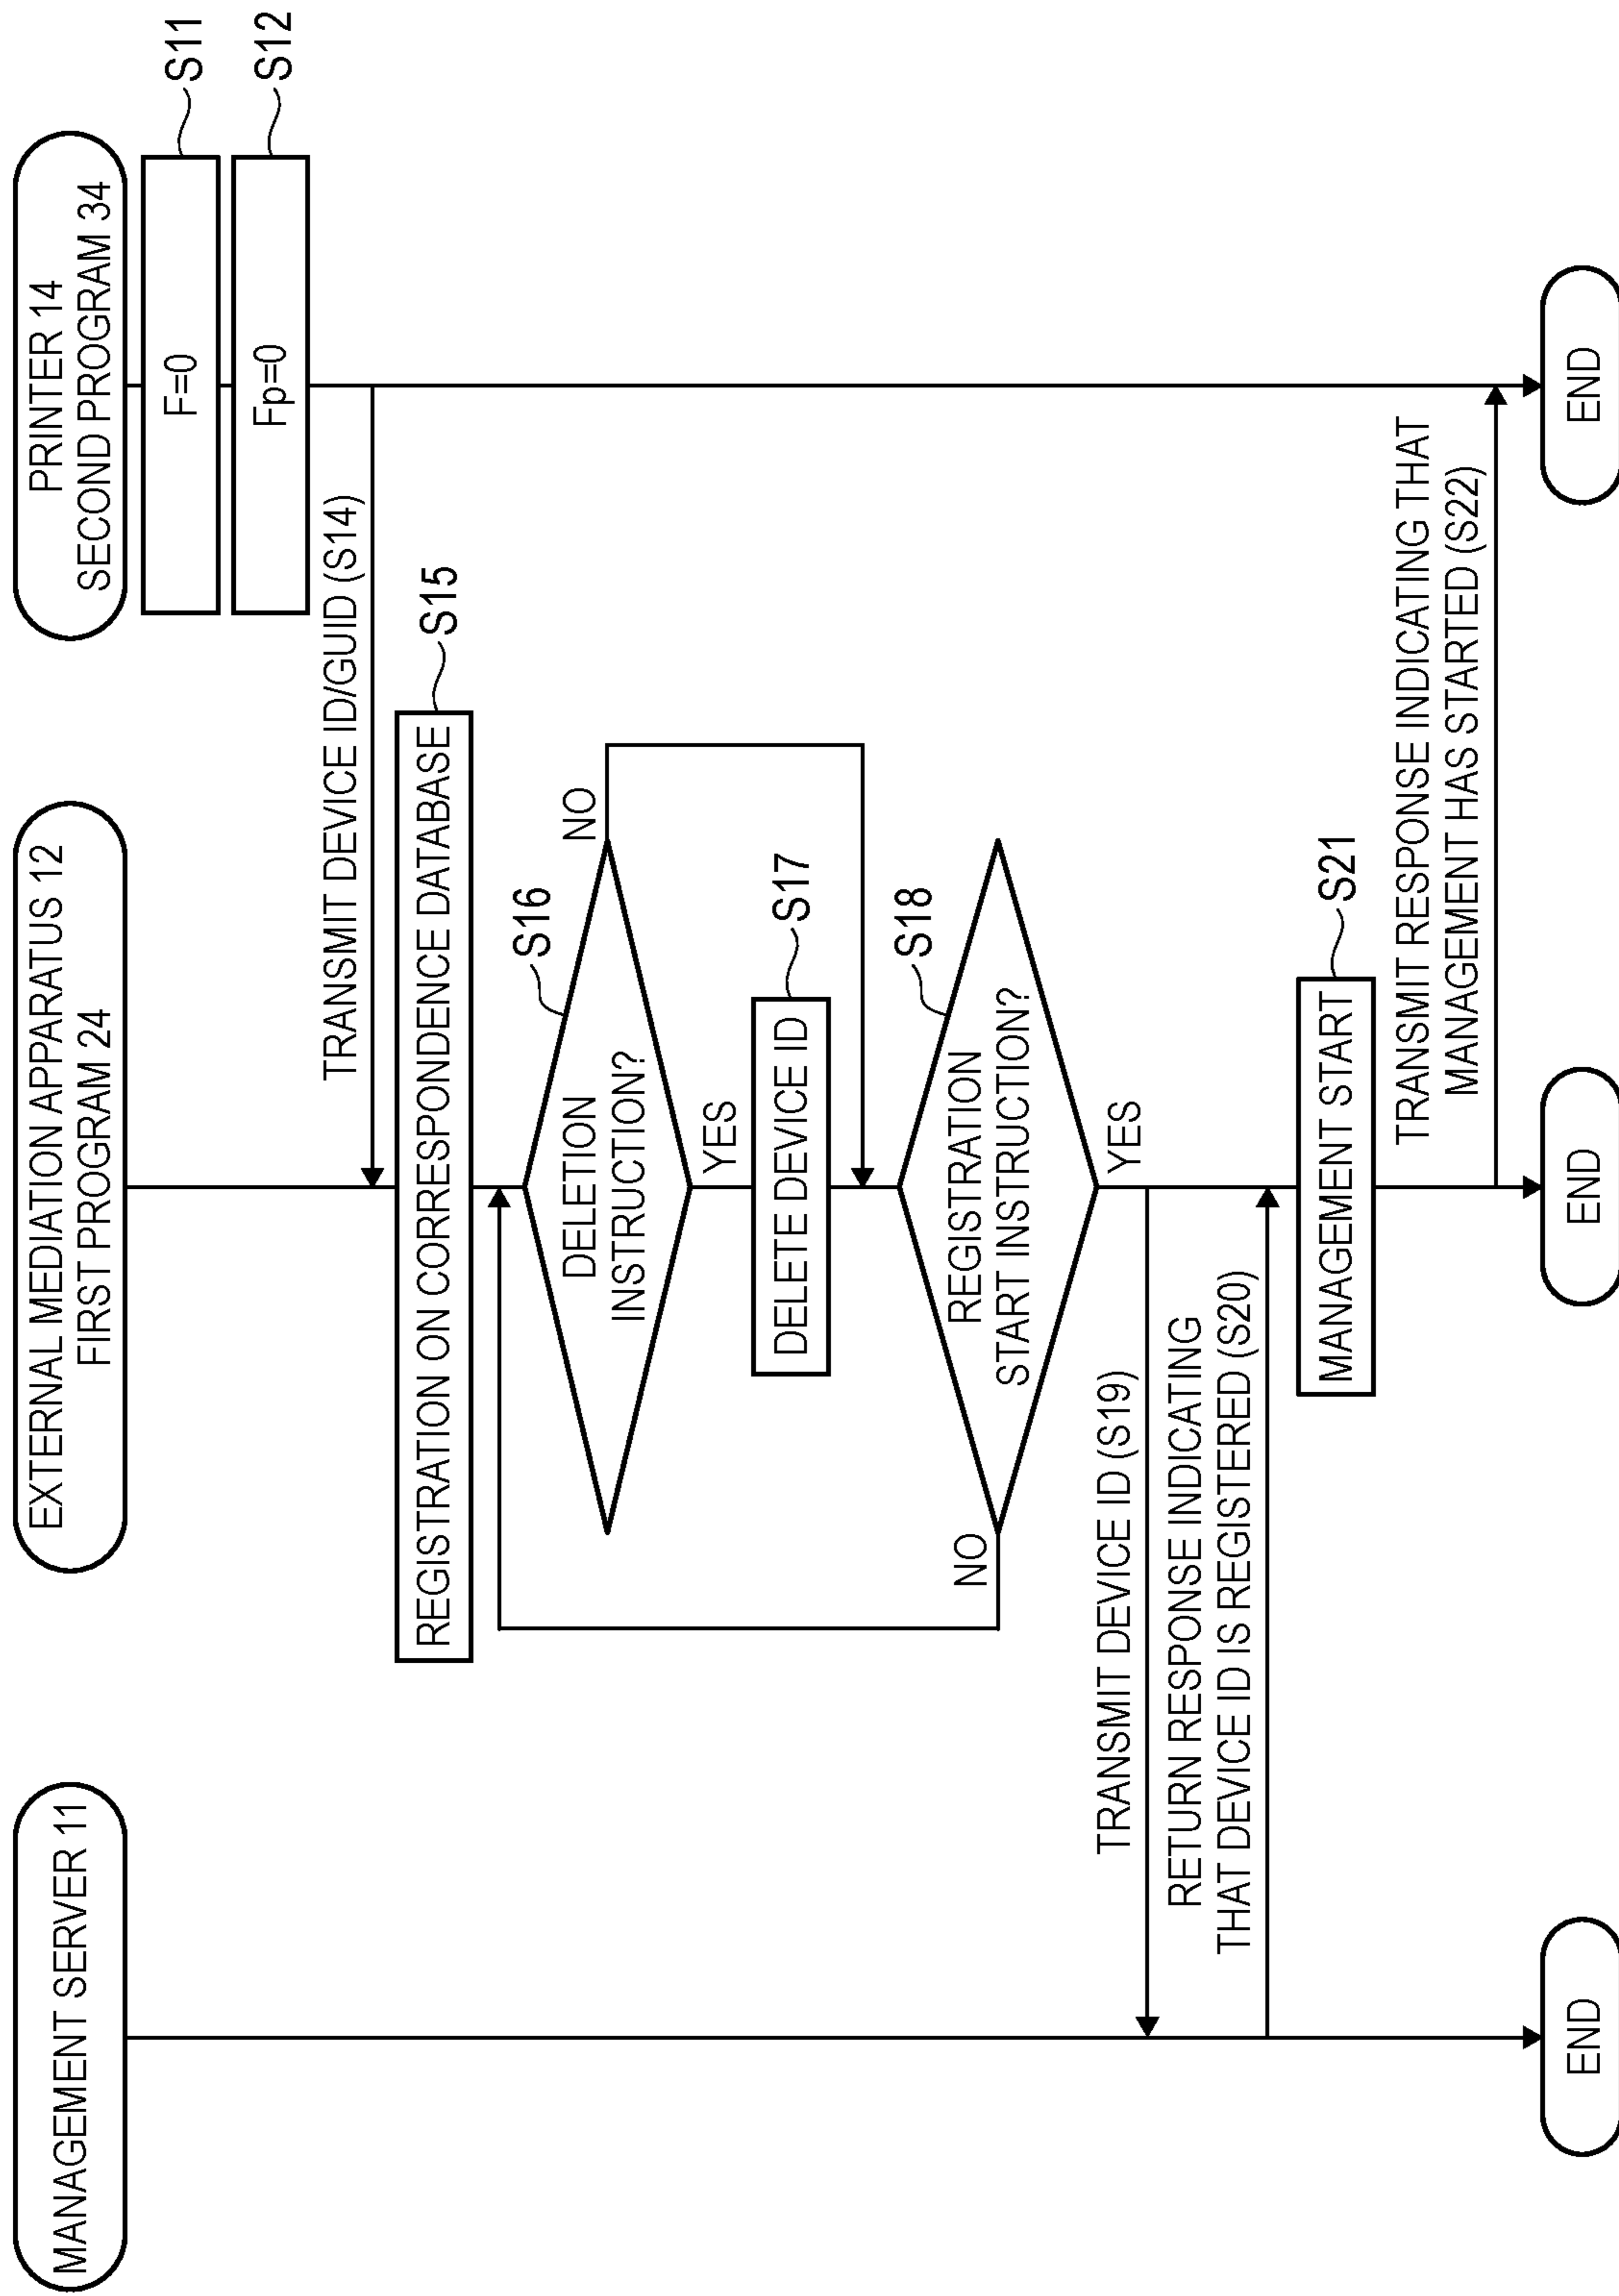 MANAGEMENT SERVER 11
EXTERNAL MEDIATION APPARATUS 12
FIRST PROGRAM 24
PRINTER 14
SECOND PROGRAM 34
F=0
S11
Fp=0
S12
TRANSMIT DEVICE ID/GUID (S14)
REGISTRATION ON CORRESPONDENCE DATABASE
S15
S16
DELETION
INSTRUCTION?
NO
YES
DELETE DEVICE ID
S17
S18
REGISTRATION
START INSTRUCTION?
NO
YES
TRANSMIT DEVICE ID (S19)
RETURN RESPONSE INDICATING
THAT DEVICE ID IS REGISTERED (S20)
MANAGEMENT START
S21
TRANSMIT RESPONSE INDICATING THAT
MANAGEMENT HAS STARTED (S22)
END
END
END